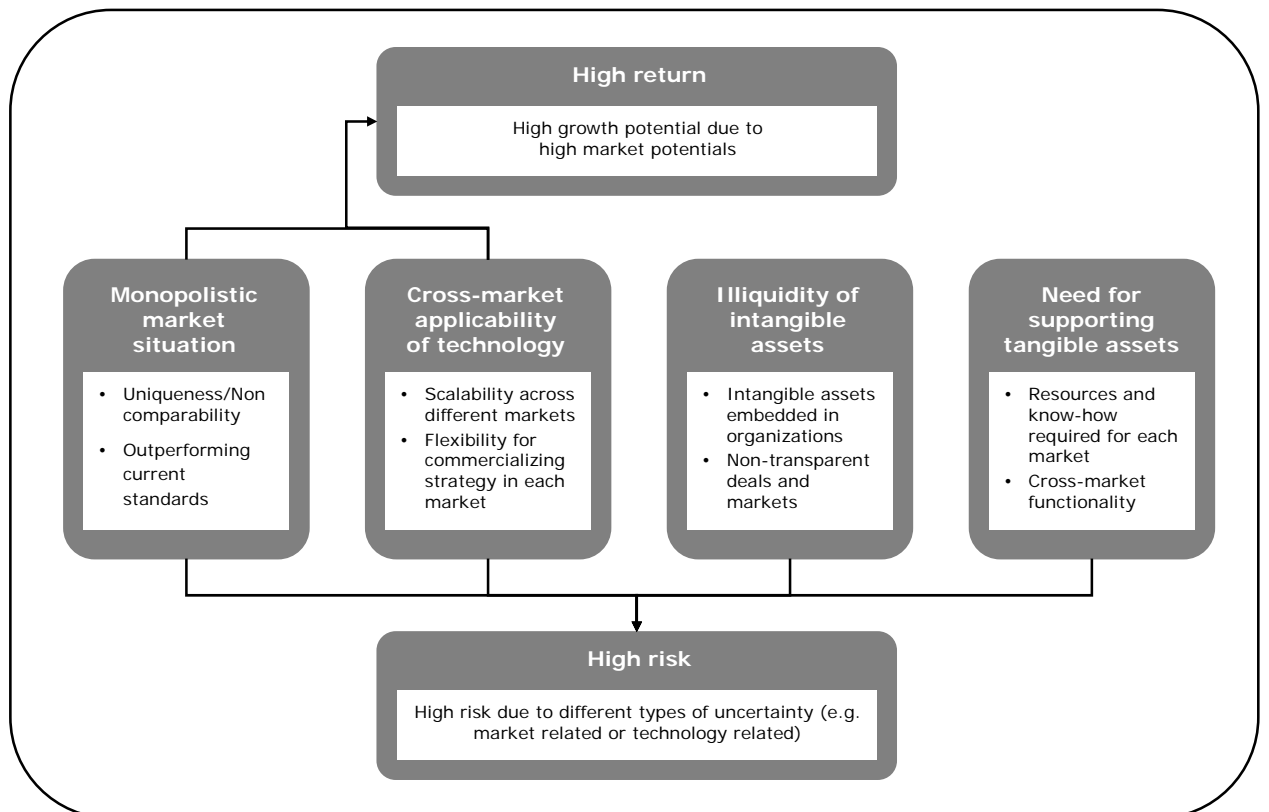 High return
High growth potential due to
high market potentials
Monopolistic
market
situation
• Uniqueness/Non
comparability
• Outperforming
current
standards
Cross-market
applicability
of technology
• Scalability across
different markets
• Flexibility for
commercializing
strategy in each
market
Illiquidity of
intangible
assets
• Intangible assets
embedded in
organizations
• Non-transparent
deals and
markets
Need for
supporting
tangible assets
• Resources and
know-how
required for each
market
• Cross-market
functionality
High risk
High risk due to different types of uncertainty (e.g.
market related or technology related)